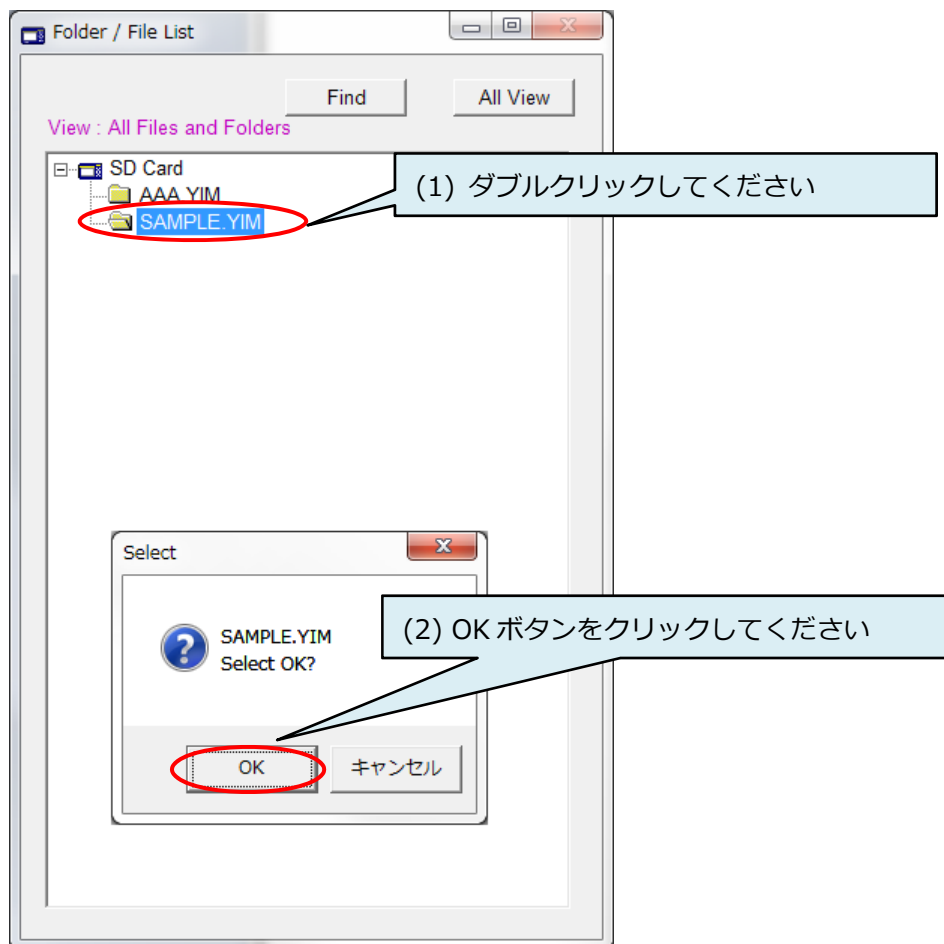 Folder / File List
Find
All View
View : All Files and Folders
SD Card
AAA.YIM
(1) ダブルクリックしてください
SAMPLE.YIM
Select
SAMPLE.YIM
Select OK?
(2) OK ボタンをクリックしてください
OK
キャンセル